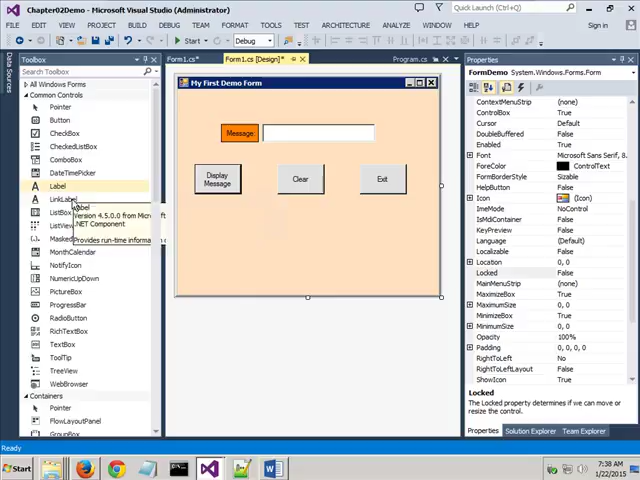 Chapter02Demo - Microsoft Visual Studio (Administrator)
Quick Launch (Ctrl+Q)
FILE EDIT VIEW PROJECT BUILD DEBUG TEAM FORMAT TOOLS TEST ARCHITECTURE ANALYZE WINDOW Sign in
HELP
Start Debug
Data Sources
Toolbox
Search Toolbox
All Windows Forms
Common Controls
Pointer
Button
CheckBox
CheckedListBox
ComboBox
DateTimePicker
Label
LinkLabel
ListBox
ListView
Masked
MonthCalendar
NotifyIcon
NumericUpDown
PictureBox
ProgressBar
RadioButton
RichTextBox
TextBox
ToolTip
TreeView
WebBrowser
Containers
Pointer
FlowLayoutPanel
GroupBox
Label
Version 4.5.0.0 from Microsoft
.NET Component
Provides run-time information
Form1.cs* Form1.cs [Design]* Program.cs
My First Demo Form
Message:
Display
Message
Clear
Exit
Properties
FormDemo System.Windows.Forms.Form
ContextMenuStrip (none)
Cursor Default
DoubleBuffered False
Enabled True
Font Microsoft Sans Serif, 8.
ForeColor ControlText
FormBorderStyle Sizable
HelpButton False
Icon (Icon)
ImeMode NoControl
IsMdiContainer False
KeyPreview False
Language (Default)
Localizable False
Location 0, 0
Locked False
MainMenuStrip (none)
MaximizeBox True
MaximumSize 0, 0
MinimizeBox True
MinimumSize 0, 0
Opacity 100%
Padding 0, 0, 0, 0
RightToLeft No
RightToLeftLayout False
ShowIcon True
Locked
The Locked property determines if we can move or
resize the control.
Properties Solution Explorer Team Explorer
Ready
Start
7:38 AM
1/22/2015